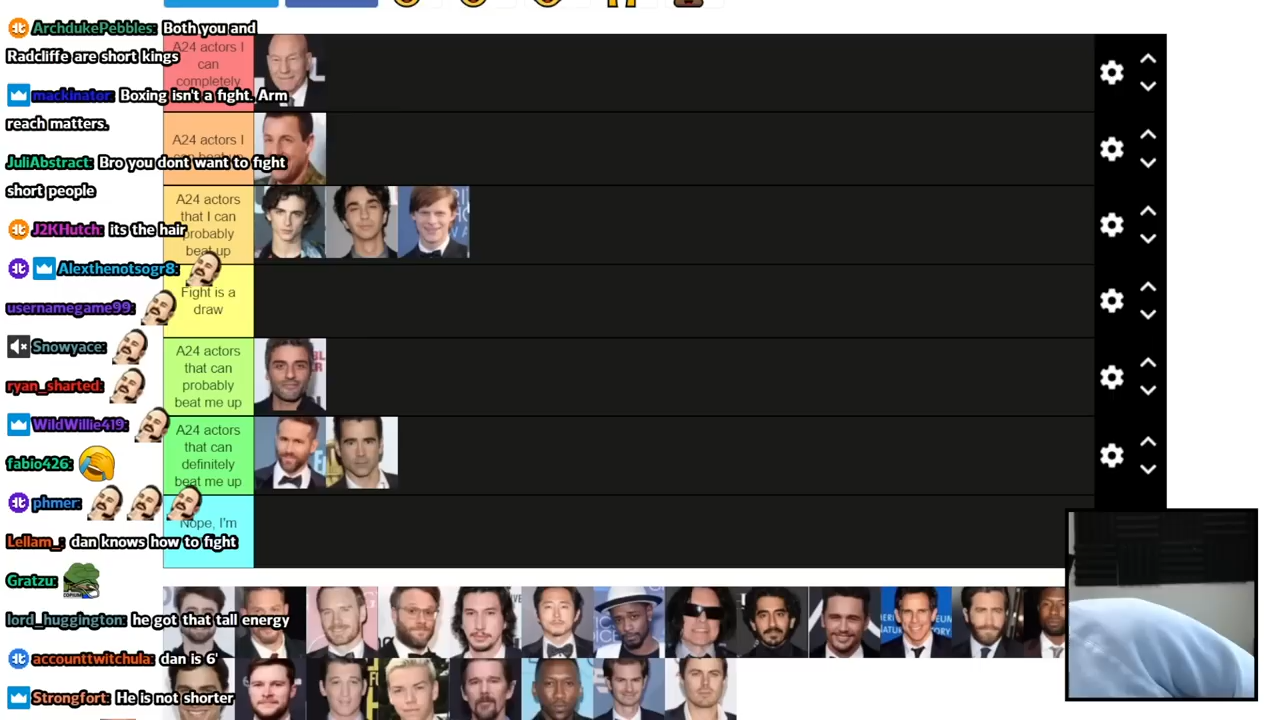 ArchdukePebbles: Both you and
Radcliffe are short kings
mackinator: Boxing isn't a fight. Arm
reach matters.
JuliAbstract: Bro you dont want to fight
short people
J2KHutch: its the hair
Alexthenotsogr8:
usernamegame99:
Snowyace:
ryan_sharted:
WildWillie419:
fabio426:
phmer:
Lellam_: dan knows how to fight
Gratzu:
lord_huggington: he got that tall energy
accounttwitchula: dan is 6'
Strongfort: He is not shorter
A24 actors I
can
completely
A24 actors I
A24 actors
that I can
probably
beat up
Fight is a
draw
A24 actors
that can
probably
beat me up
A24 actors
that can
definitely
beat me up
Nope, I'm